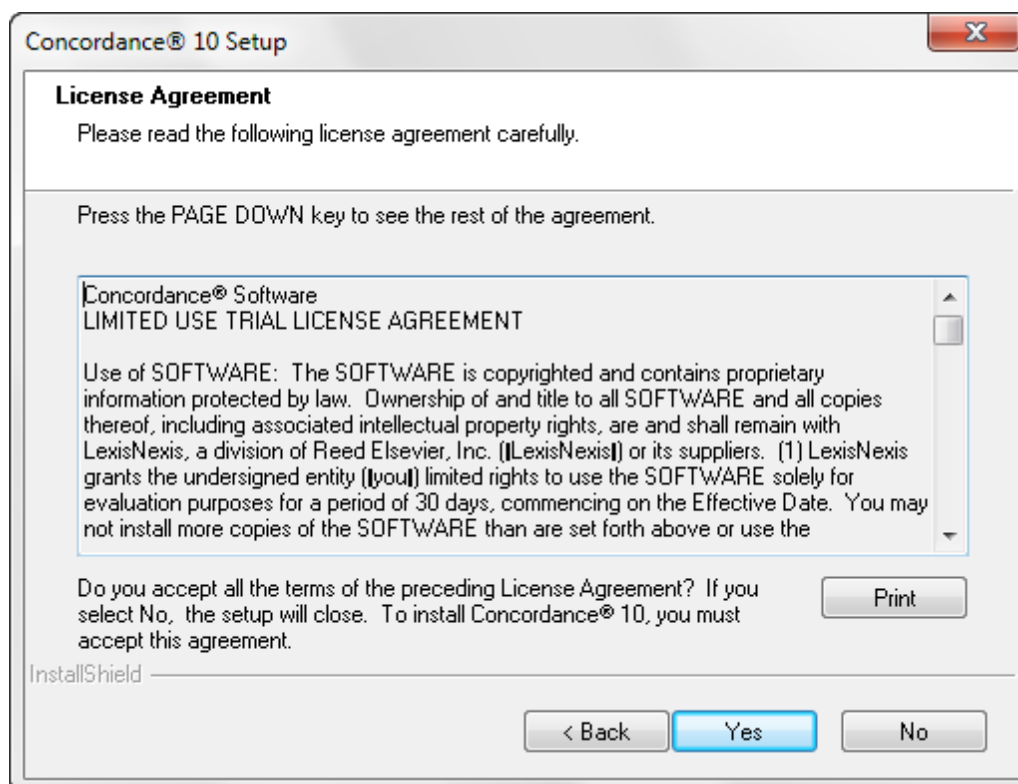 Concordance® 10 Setup
License Agreement
Please read the following license agreement carefully.
Press the PAGE DOWN key to see the rest of the agreement.
Concordance® Software
LIMITED USE TRIAL LICENSE AGREEMENT
Use of SOFTWARE:  The SOFTWARE is copyrighted and contains proprietary
information protected by law.  Ownership of and title to all SOFTWARE and all copies
thereof, including associated intellectual property rights, are and shall remain with
LexisNexis, a division of Reed Elsevier, Inc. (▌LexisNexis▌) or its suppliers.  (1) LexisNexis
grants the undersigned entity (▌you▌) limited rights to use the SOFTWARE solely for
evaluation purposes for a period of 30 days, commencing on the Effective Date.  You may
not install more copies of the SOFTWARE than are set forth above or use the
Do you accept all the terms of the preceding License Agreement?  If you
select No,  the setup will close.  To install Concordance® 10, you must
accept this agreement.
Print
InstallShield
< Back
Yes
No